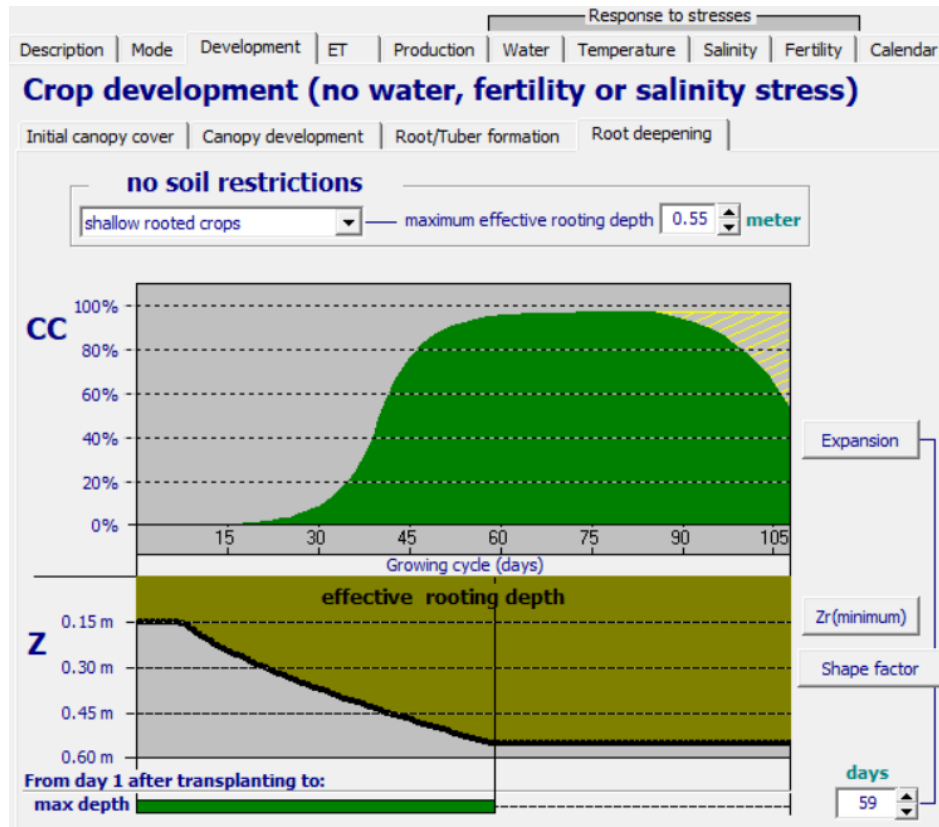 Response to stresses
Description Mode Development ET Production Water Temperature Salinity Fertility Calendar
Crop development (no water, fertility or salinity stress)
Initial canopy cover Canopy development Root/Tuber formation Root deepening
no soil restrictions
shallow rooted crops maximum effective rooting depth 0.55 meter
100%
CC
80%
60%
40%
Expansion
20%
0%
15 30 45 60 75 90 105
Growing cycle (days)
effective rooting depth
0.15 m
Zr(minimum)
Z
0.30 m
Shape factor
0.45 m
0.60 m
From day 1 after transplanting to:
days
max depth
59